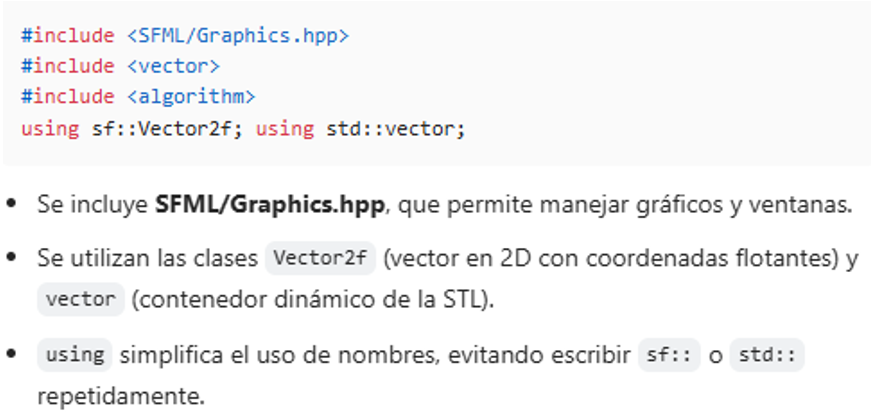 #include <SFML/Graphics.hpp>
#include <vector>
#include <algorithm>
using sf::Vector2f; using std::vector;
• Se incluye SFML/Graphics.hpp, que permite manejar gráficos y ventanas.
• Se utilizan las clases Vector2f (vector en 2D con coordenadas flotantes) y
vector (contenedor dinámico de la STL).
• using simplifica el uso de nombres, evitando escribir sf:: o std::
repetidamente.